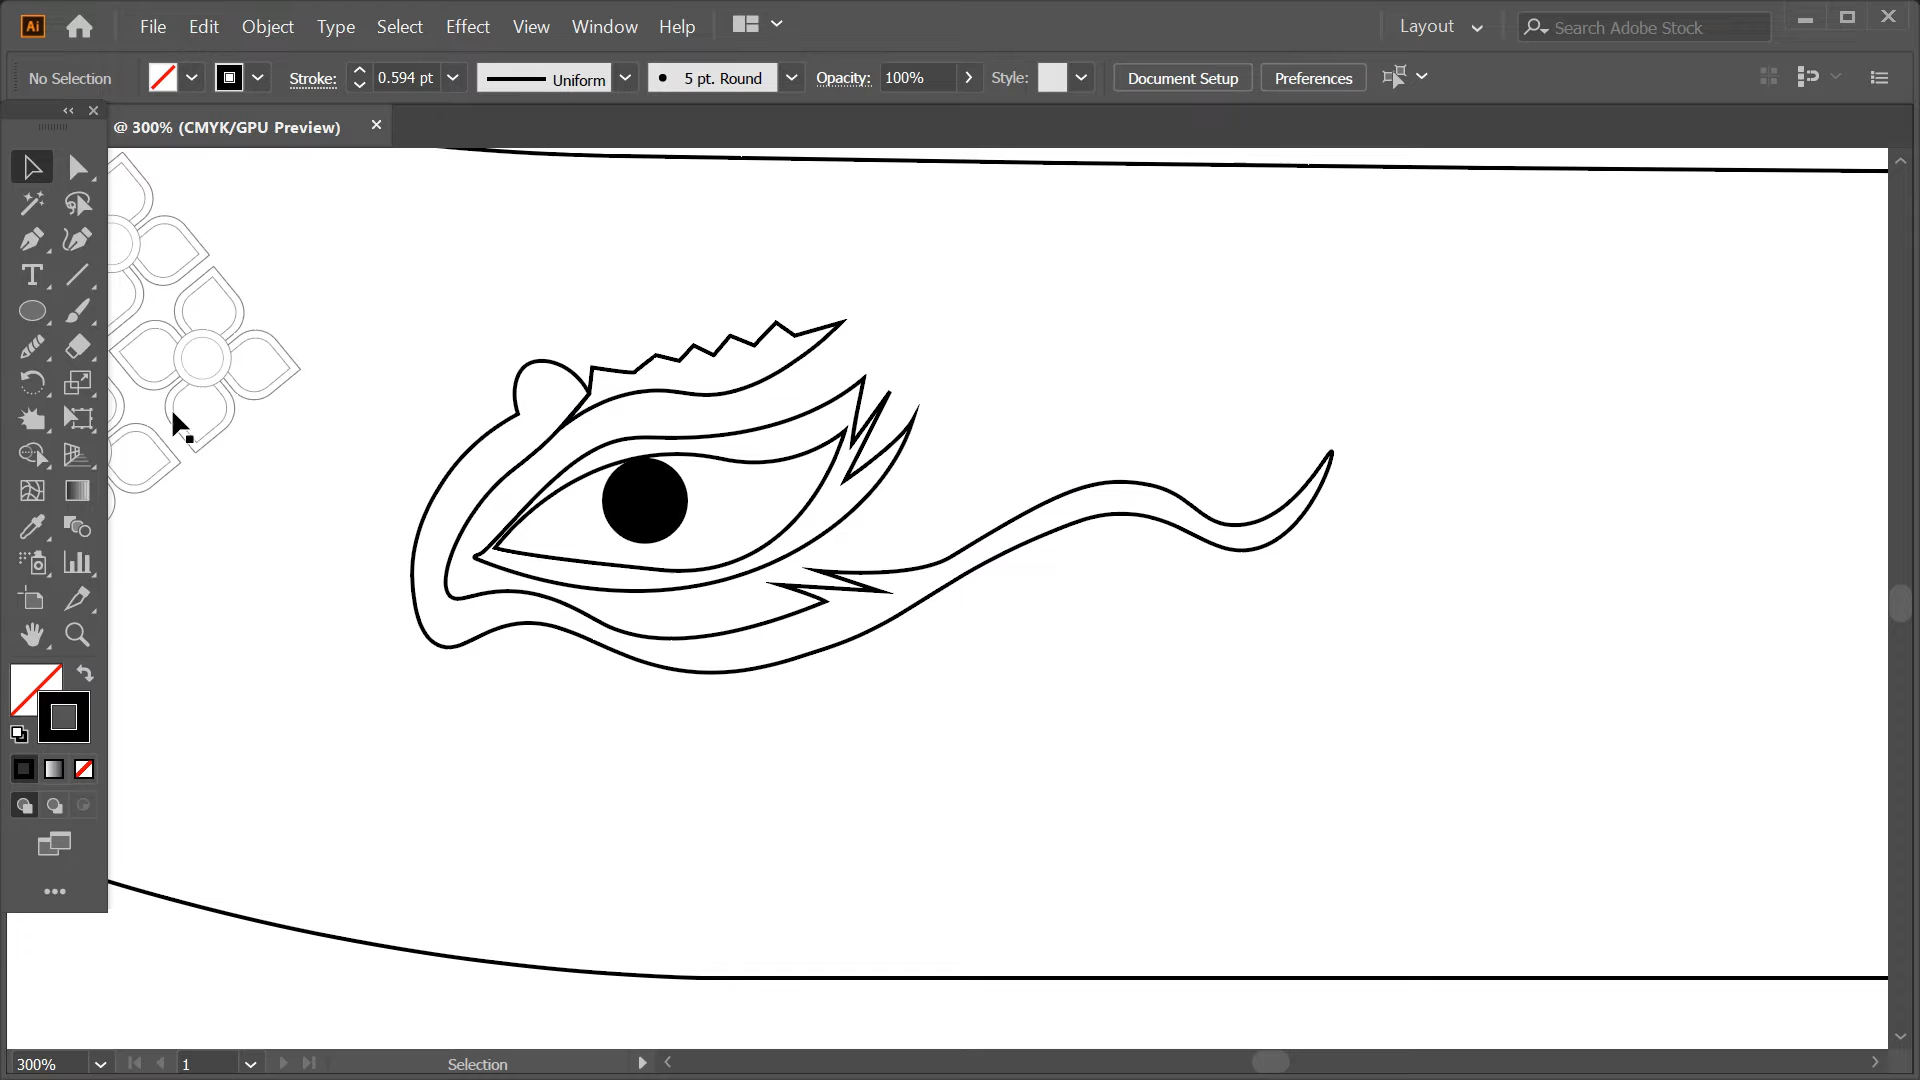 Ai File Edit Object Type Select Effect View Window Help Layout Search Adobe Stock
No Selection Stroke: 0.594 pt Uniform 5 pt. Round Opacity: 100% Style: Document Setup Preferences
@ 300% (CMYK/GPU Preview)
300% 1 Selection